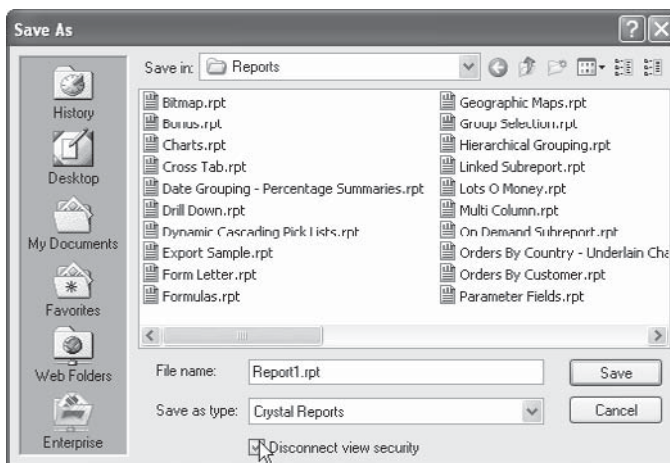 Save As
Save in: Reports
History
Desktop
My Documents
Favorites
Web Folders
Enterprise
Bitmap.rpt
Bonus.rpt
Charts.rpt
Cross Tab.rpt
Date Grouping - Percentage Summaries.rpt
Drill Down.rpt
Dynamic Cascading Pick Lists.rpt
Export Sample.rpt
Form Letter.rpt
Formulas.rpt
Geographic Maps.rpt
Group Selection.rpt
Hierarchical Grouping.rpt
Linked Subreport.rpt
Lots O Money.rpt
Multi Column.rpt
On Demand Subreport.rpt
Orders By Country - Underlain Cha
Orders By Customer.rpt
Parameter Fields.rpt
File name: Report1.rpt
Save
Save as type: Crystal Reports
Cancel
Disconnect view security